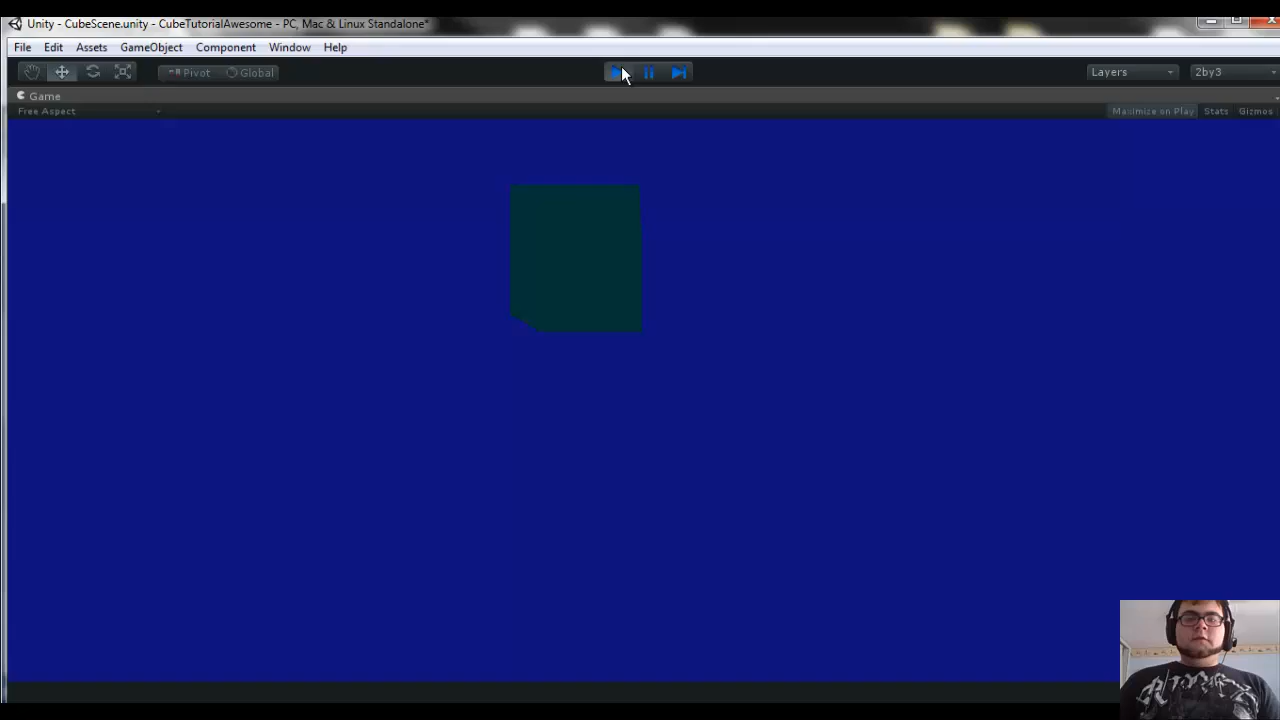 Unity - CubeScene.unity - CubeTutorialAwesome - PC, Mac & Linux Standalone*
File Edit Assets GameObject Component Window Help
Pivot Global Layers 2by3
Game
Free Aspect Maximize on Play Stats Gizmos